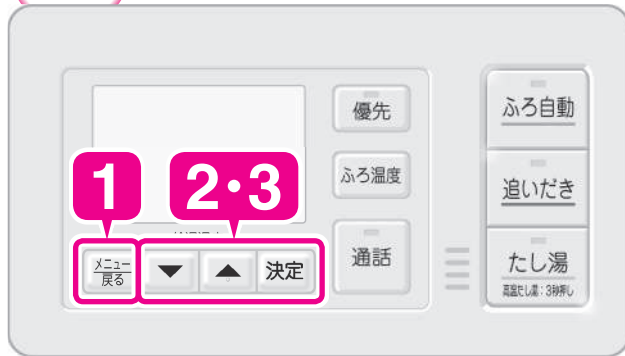 優先
ふろ自動
1
2・3
ふろ温度
追いだき
メニュー
戻る
決定
通話
たし湯
高温たし湯：3秒押し